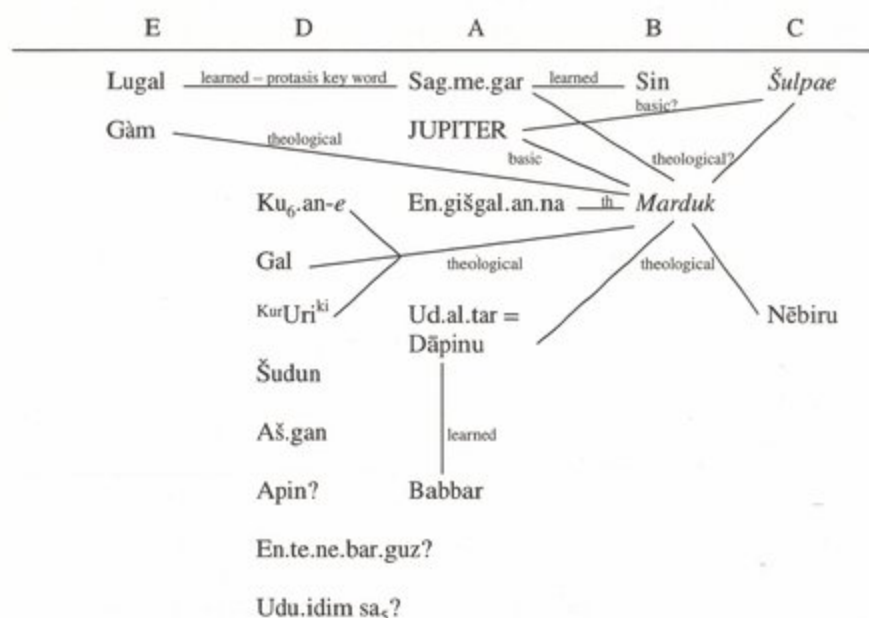 E D A B C
Lugal learned – protasis key word Sag.me.gar learned Sin Šulpae
basic?
Gàm theological JUPITER basic theological?
Ku₆.an-e En.gišgal.an.na th Marduk
Gal theological theological
ᴷᵘʳUriᵏⁱ Ud.al.tar = Nēbiru
Dāpinu
Šudun
Aš.gan learned
Apin? Babbar
En.te.ne.bar.guz?
Udu.idim sa₅?